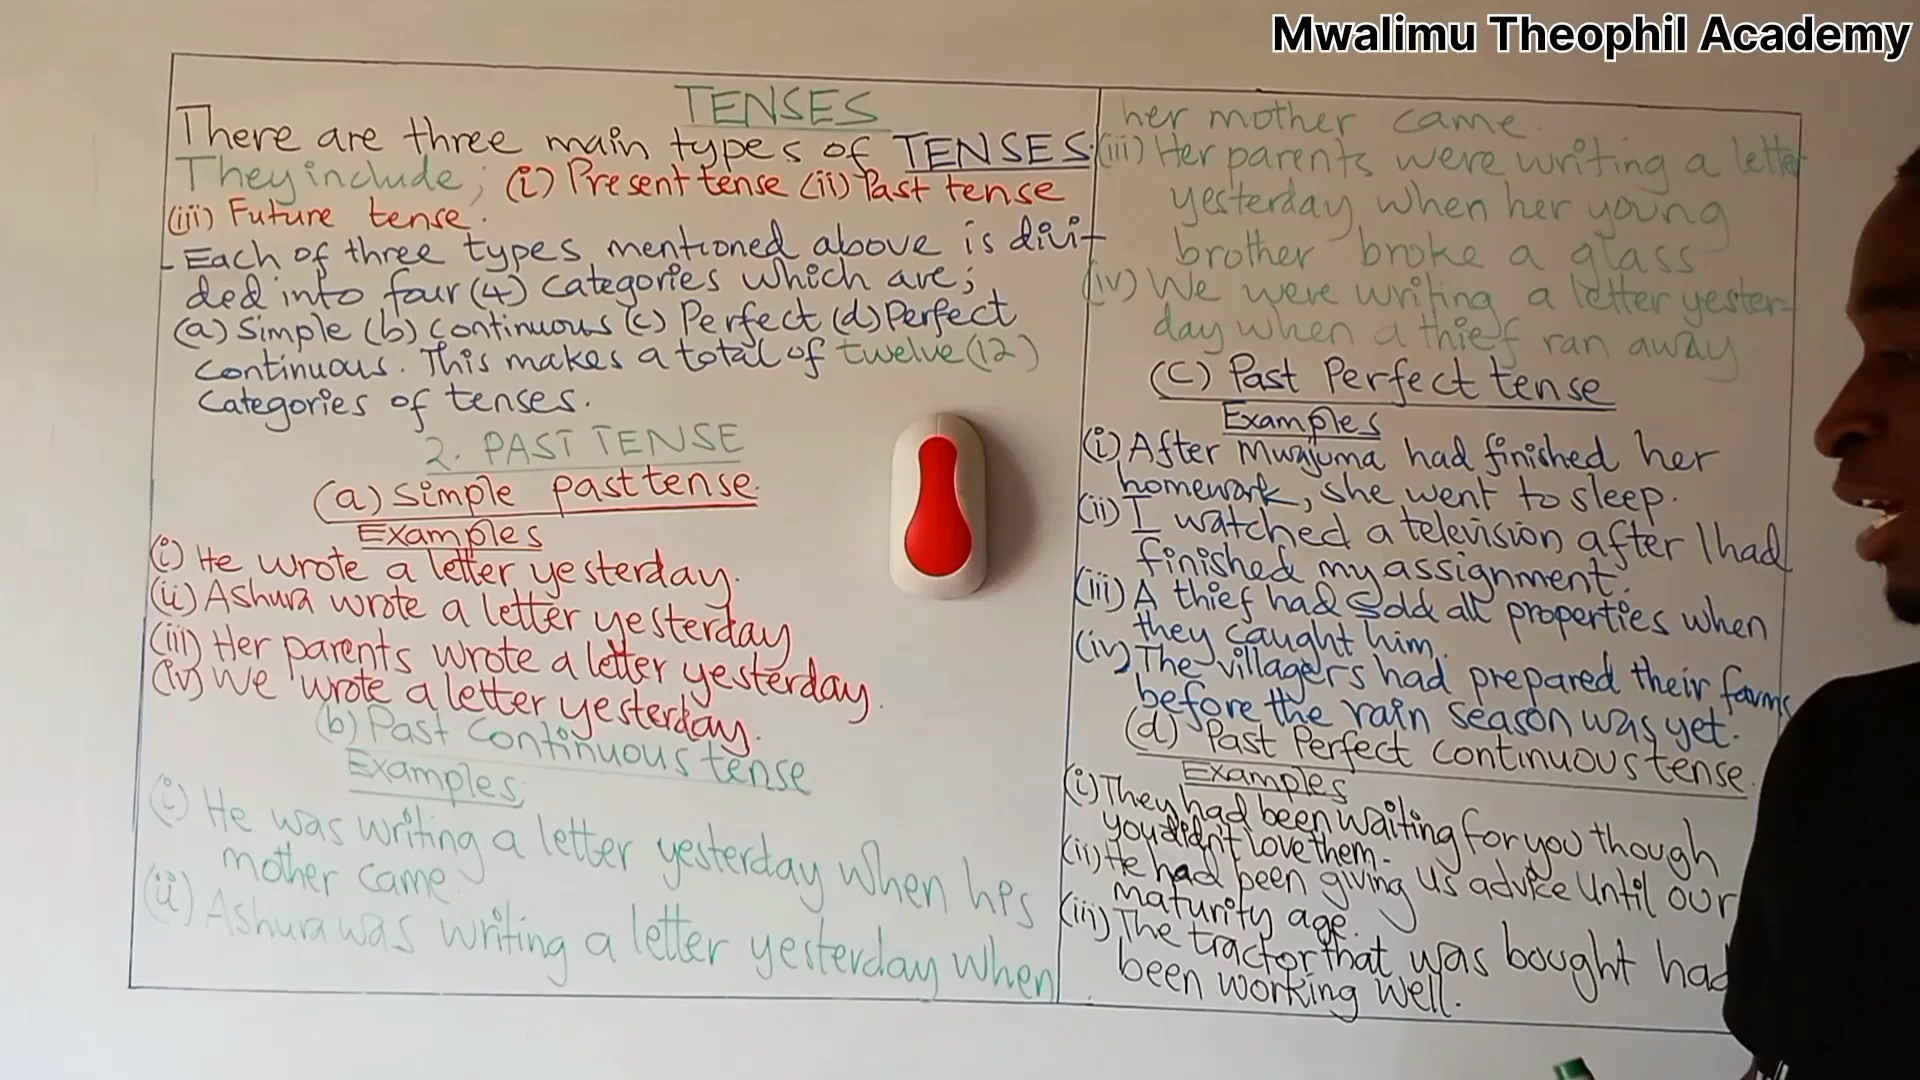 Mwalimu Theophil Academy
TENSES
There are three main types of TENSES.
They include; (i) Present tense (ii) Past tense
(iii) Future tense.
- Each of three types mentioned above is divi-
ded into four (4) categories which are;
(a) Simple (b) Continuous (c) Perfect (d) Perfect
Continuous. This makes a total of twelve (12)
categories of tenses.
2. PAST TENSE
(a) Simple past tense.
Examples
(i) He wrote a letter yesterday.
(ii) Ashura wrote a letter yesterday
(iii) Her parents wrote a letter yesterday.
(iv) We wrote a letter yesterday.
(b) Past Continuous tense
Examples;
(i) He was writing a letter yesterday when his
mother came
(ii) Ashura was writing a letter yesterday when
her mother came.
(iii) Her parents were writing a letter
yesterday when her young
brother broke a glass
(iv) We were writing a letter yester-
day when a thief ran away
(C) Past Perfect tense
Examples
(i) After Mwajuma had finished her
homework, she went to sleep.
(ii) I watched a television after I had
finished my assignment.
(iii) A thief had sold all properties when
they caught him.
(iv) The villagers had prepared their farms
before the rain season was yet.
(d) Past Perfect Continuous tense.
Examples
(i) They had been waiting for you though
you didn't love them.
(ii) He had been giving us advice until our
maturity age.
(iii) The tractor that was bought had
been working well.